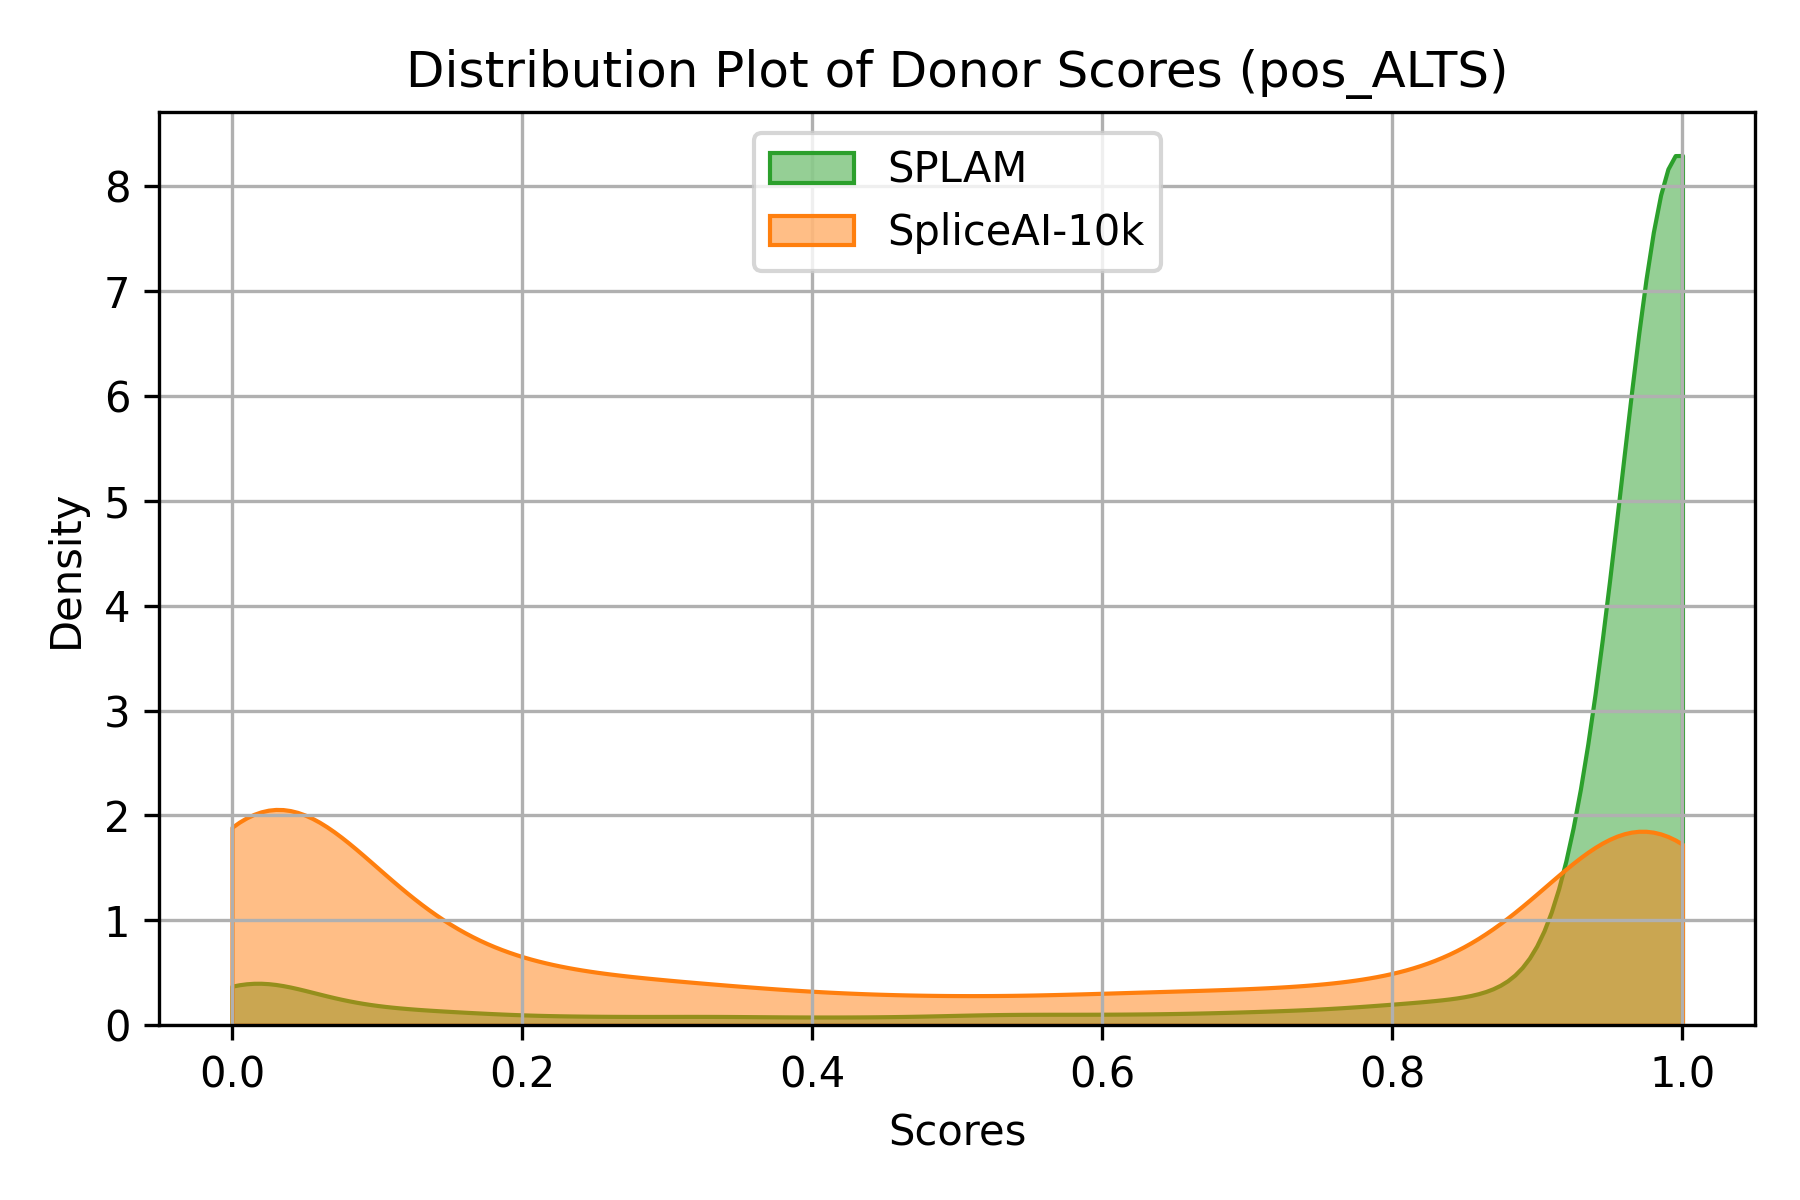 Distribution Plot of Donor Scores (pos_ALTS)
SPLAM
SpliceAI-10k
8
7
6
5
4
3
2
1
0
Density
0.0 0.2 0.4 0.6 0.8 1.0
Scores